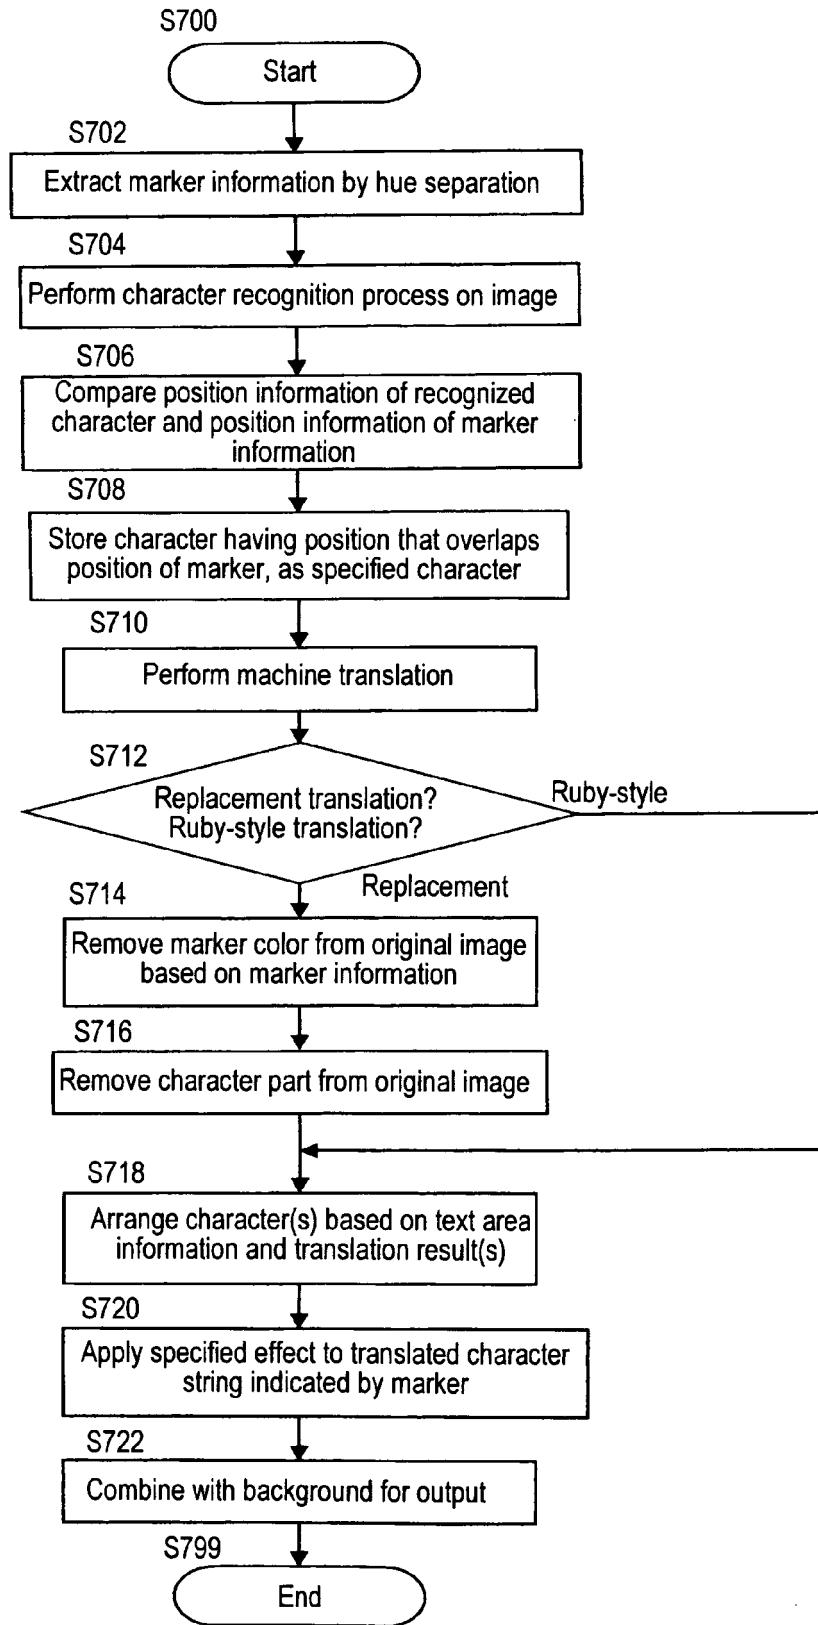 S700
Start
S702
Extract marker information by hue separation
S704
Perform character recognition process on image
S706
Compare position information of recognized
character and position information of marker
information
S708
Store character having position that overlaps
position of marker, as specified character
S710
Perform machine translation
S712
Replacement translation?
Ruby-style translation?
Ruby-style
Replacement
S714
Remove marker color from original image
based on marker information
S716
Remove character part from original image
S718
Arrange character(s) based on text area
information and translation result(s)
S720
Apply specified effect to translated character
string indicated by marker
S722
Combine with background for output
S799
End